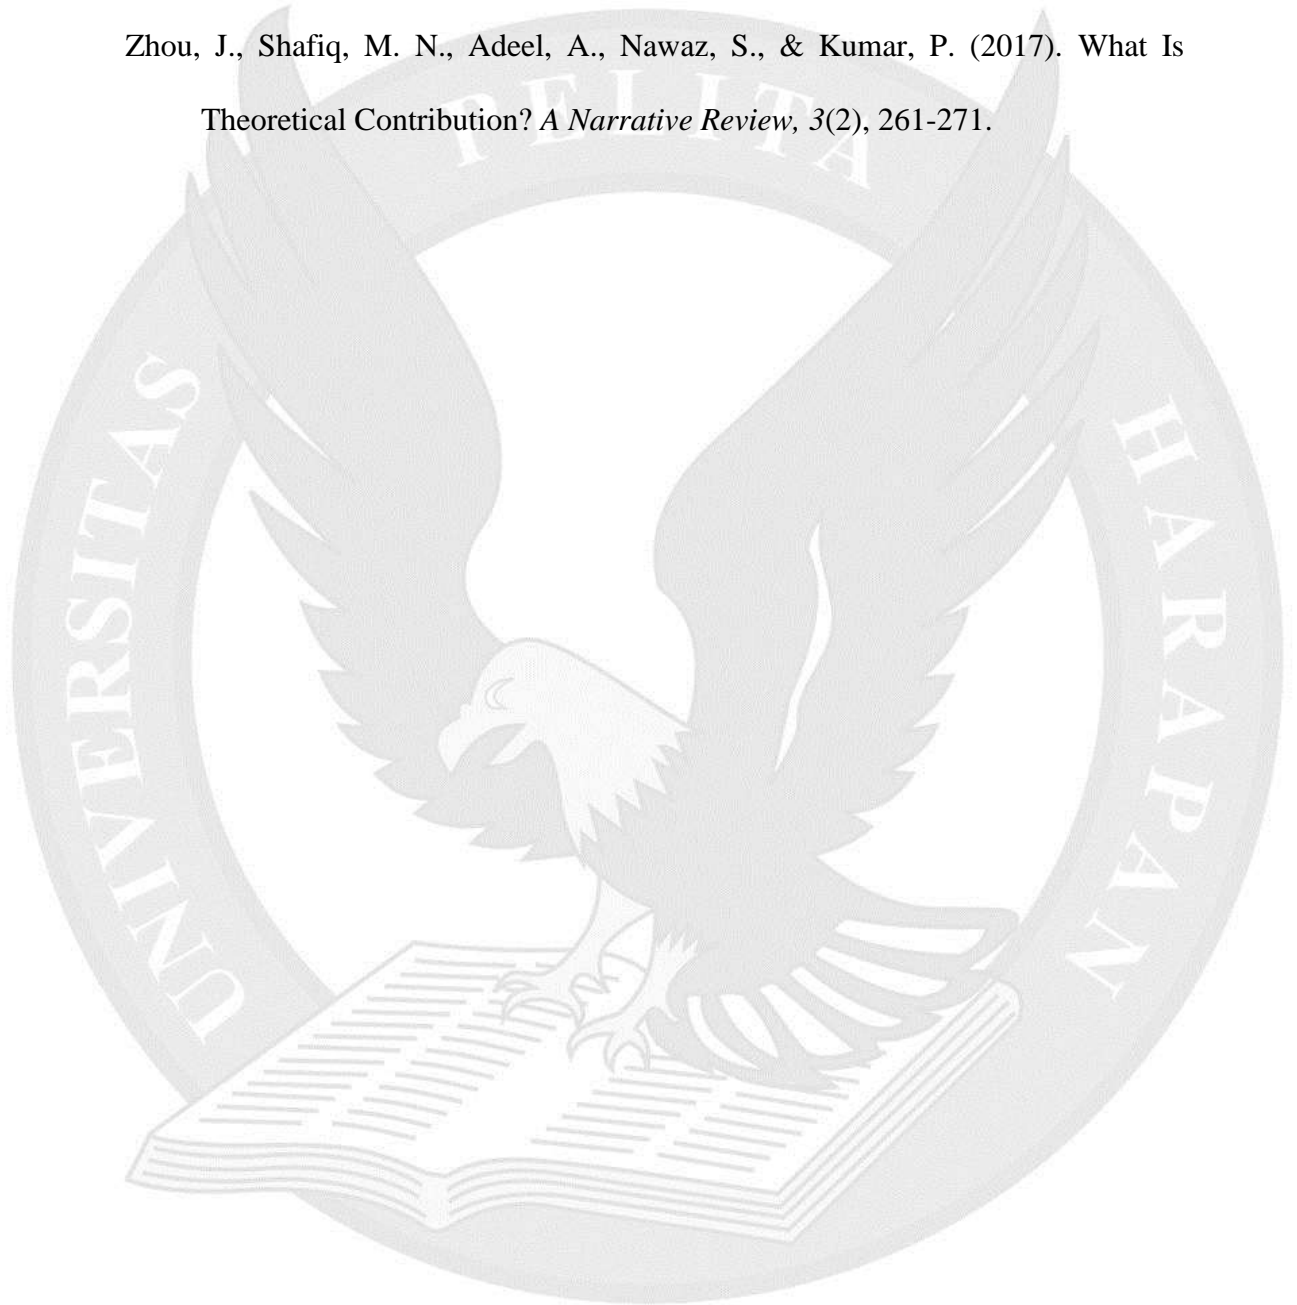 Zhou, J., Shafiq, M. N., Adeel, A., Nawaz, S., & Kumar, P. (2017). What Is
Theoretical Contribution? A Narrative Review, 3(2), 261-271.
UNIVERSITAS PELITA HARAPAN